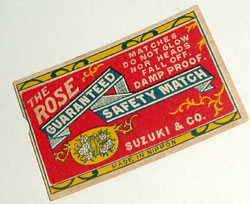 THE
ROSE
MATCHES
DO NOT GLOW
NOR HEADS
FALL OFF.
DAMP PROOF.
GUARANTEED
SAFETY MATCH
SUZUKI & CO.
MADE IN NIPPON